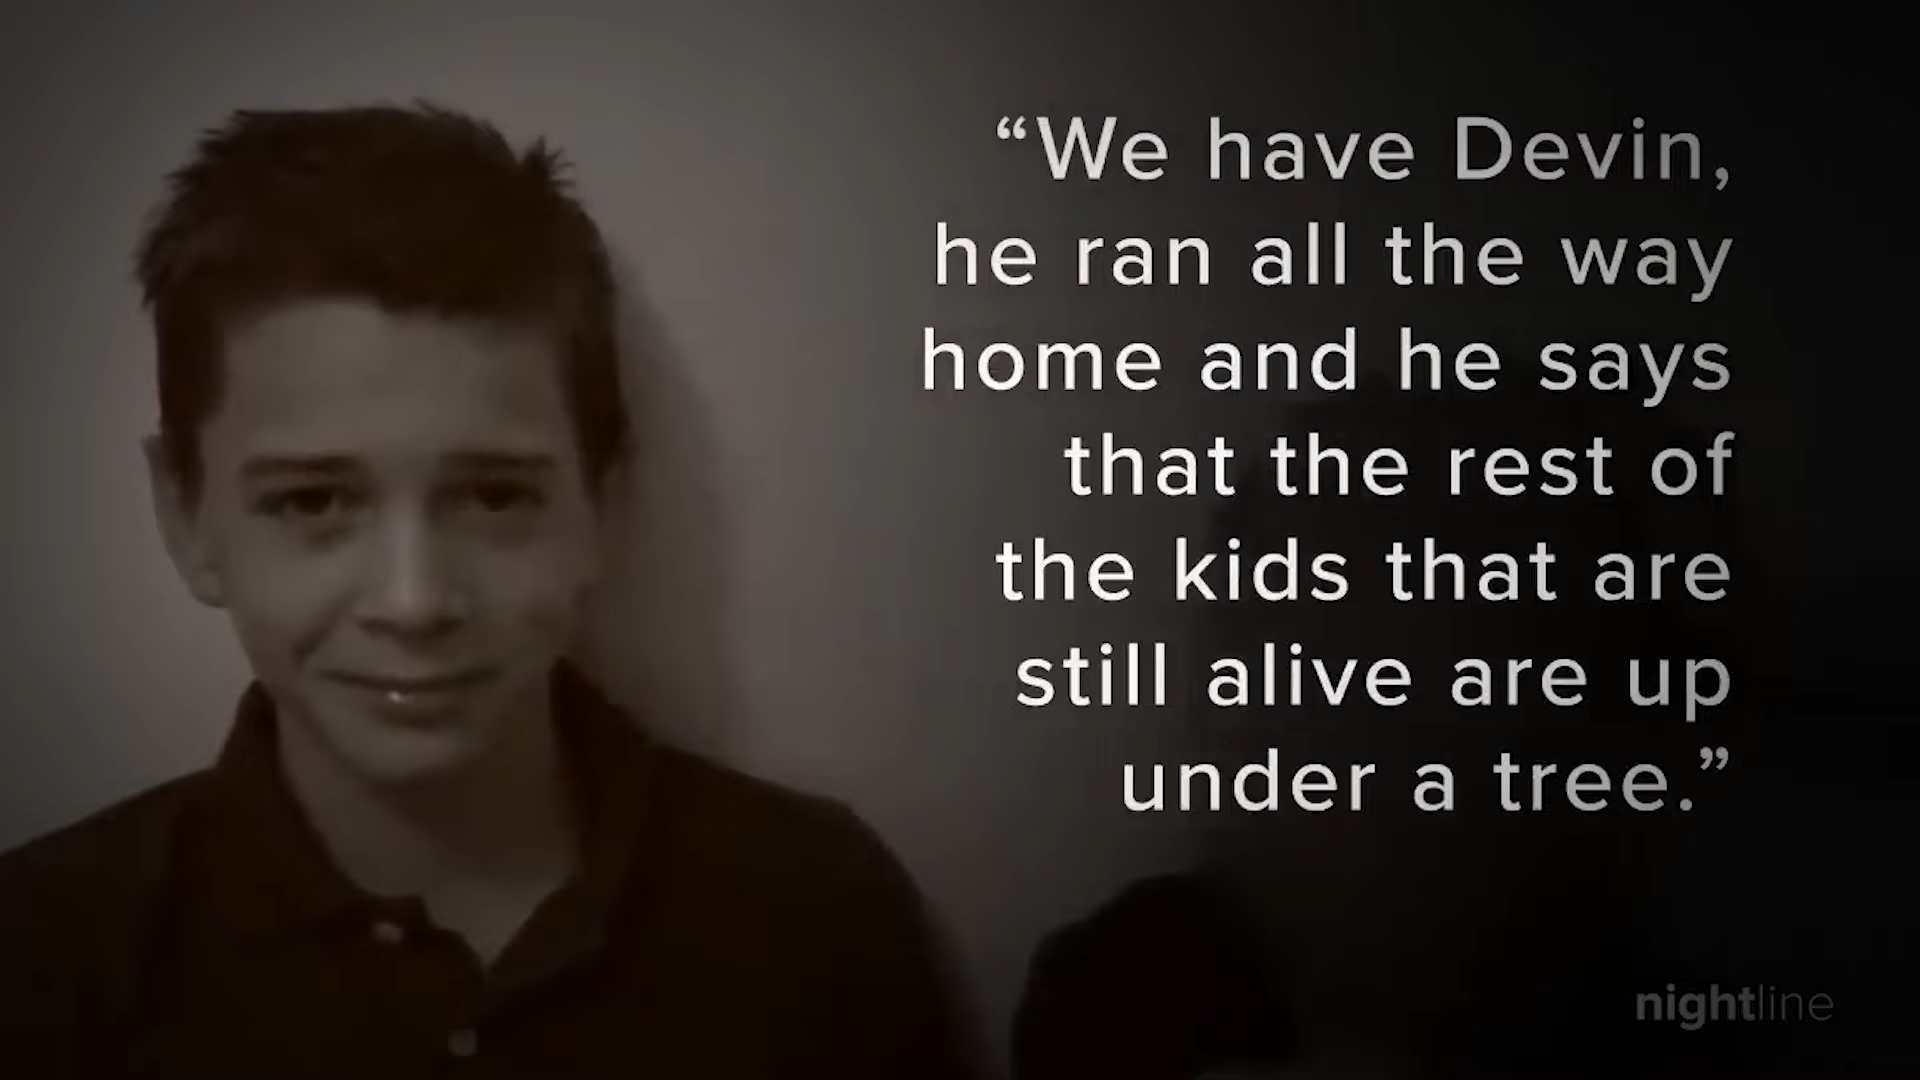 “We have Devin,
he ran all the way
home and he says
that the rest of
the kids that are
still alive are up
under a tree.”
nightline